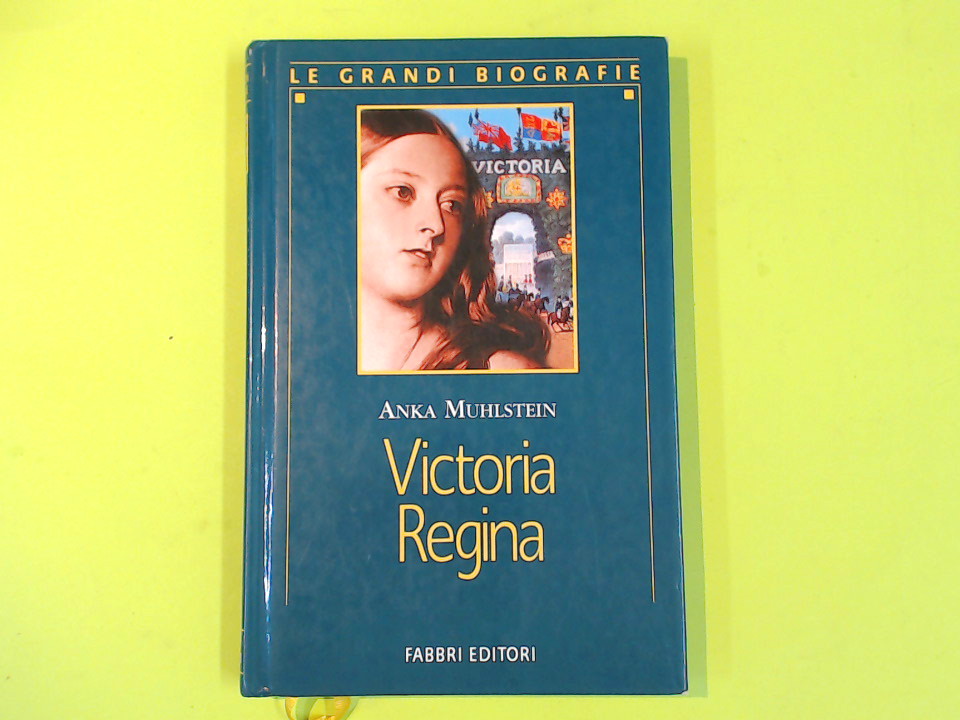 LE GRANDI BIOGRAFIE
VICTORIA
ANKA MUHLSTEIN
Victoria
Regina
FABBRI EDITORI